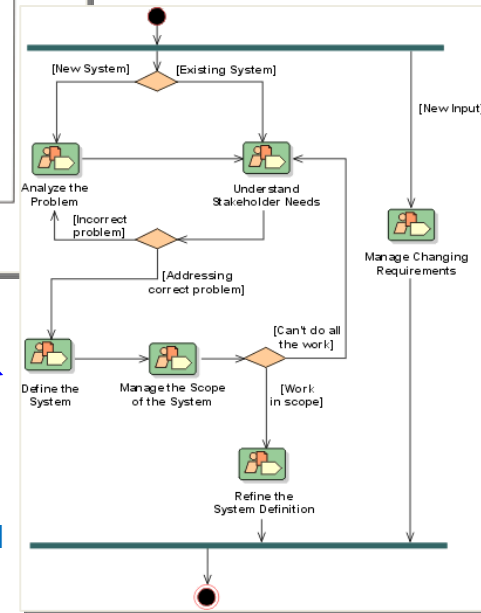 [New System]
[Existing System]
[New Input]
Analyze the
Problem
Understand
Stakeholder Needs
Manage Changing
Requirements
[Incorrect
problem]
[Addressing
correct problem]
[Can't do all
the work]
Define the
System
Manage the Scope
of the System
[Work
in scope]
Refine the
System Definition